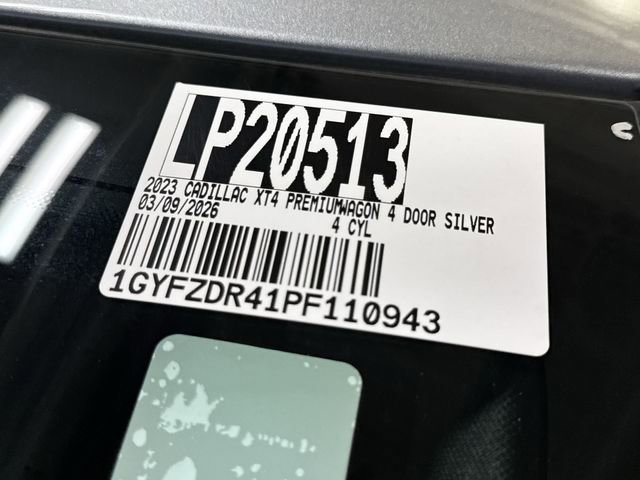 LP20513
2023 CADILLAC XT4 PREMIUMWAGON 4 DOOR SILVER
03/09/2026 4 CYL
1GYFZDR41PF110943